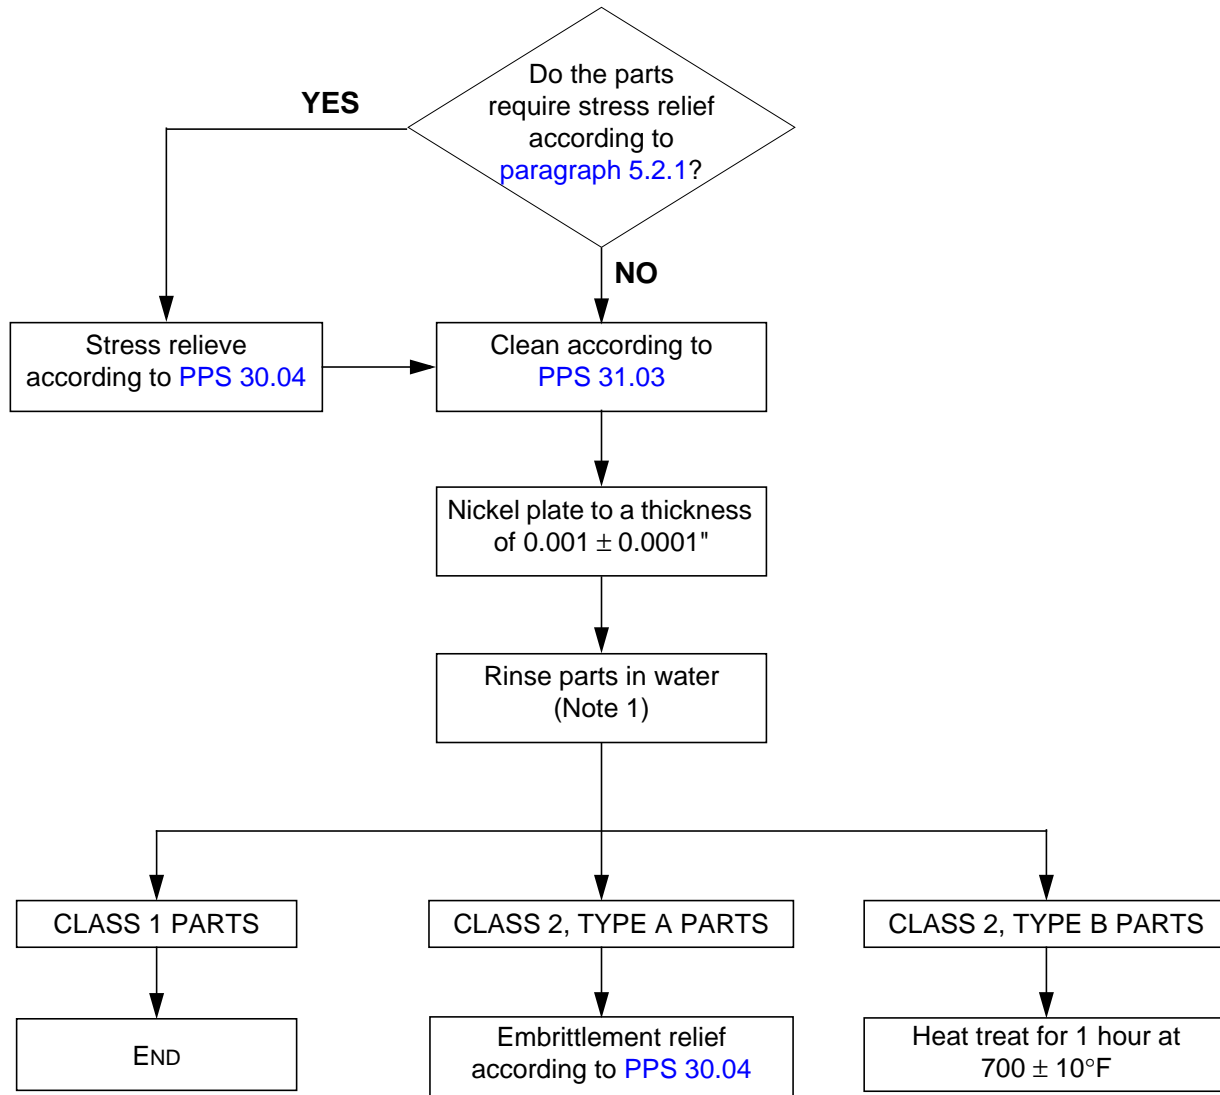 Do the parts
require stress relief
according to
paragraph 5.2.1?
YES
NO
Stress relieve
according to PPS 30.04
Clean according to
PPS 31.03
Nickel plate to a thickness
of 0.001 ± 0.0001"
Rinse parts in water
(Note 1)
CLASS 1 PARTS
CLASS 2, TYPE A PARTS
CLASS 2, TYPE B PARTS
END
Embrittlement relief
according to PPS 30.04
Heat treat for 1 hour at
700 ± 10°F